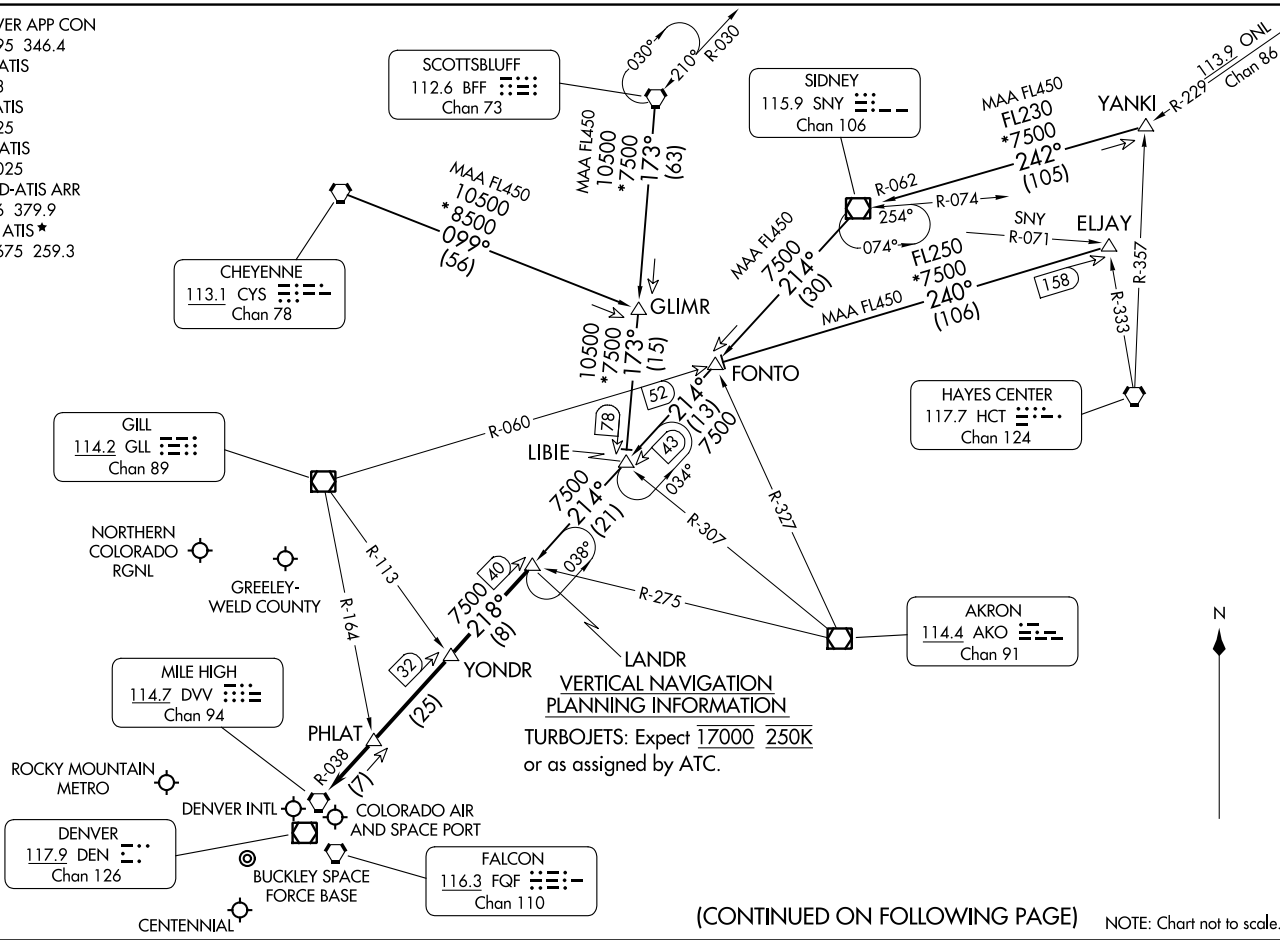 VER APP CON
95 346.4
ATIS
3
ATIS
25
ATIS
025
D-ATIS ARR
6 379.9
ATIS★
675 259.3
SCOTTSBLUFF
112.6 BFF
Chan 73
030°
210°
R-030
SIDNEY
115.9 SNY
Chan 106
113.9 ONL
Chan 86
R-229
YANKI
MAA FL450
FL230
*7500
242°
(105)
MAA FL450
10500
*7500
173°
(63)
MAA FL450
10500
*8500
099°
(56)
R-062
R-074
254°
074°
SNY
R-071
ELJAY
R-357
CHEYENNE
113.1 CYS
Chan 78
MAA FL450
7500
214°
(30)
FL250
*7500
MAA FL450
240°
(106)
158
R-333
GLIMR
10500
*7500
173°
(15)
FONTO
HAYES CENTER
117.7 HCT
Chan 124
52
78
214°
(13)
7500
43
034°
R-060
GILL
114.2 GLL
Chan 89
LIBIE
7500
214°
(21)
R-307
R-327
NORTHERN
COLORADO
RGNL
GREELEY-
WELD COUNTY
R-113
R-164
40
038°
7500
218°
(8)
R-275
AKRON
114.4 AKO
Chan 91
N
LANDR
32
YONDR
(25)
VERTICAL NAVIGATION
PLANNING INFORMATION
TURBOJETS: Expect 17000 250K
or as assigned by ATC.
MILE HIGH
114.7 DVV
Chan 94
PHLAT
R-038
(7)
ROCKY MOUNTAIN
METRO
DENVER INTL
COLORADO AIR
AND SPACE PORT
DENVER
117.9 DEN
Chan 126
BUCKLEY SPACE
FORCE BASE
FALCON
116.3 FQF
Chan 110
CENTENNIAL
(CONTINUED ON FOLLOWING PAGE)
NOTE: Chart not to scale.